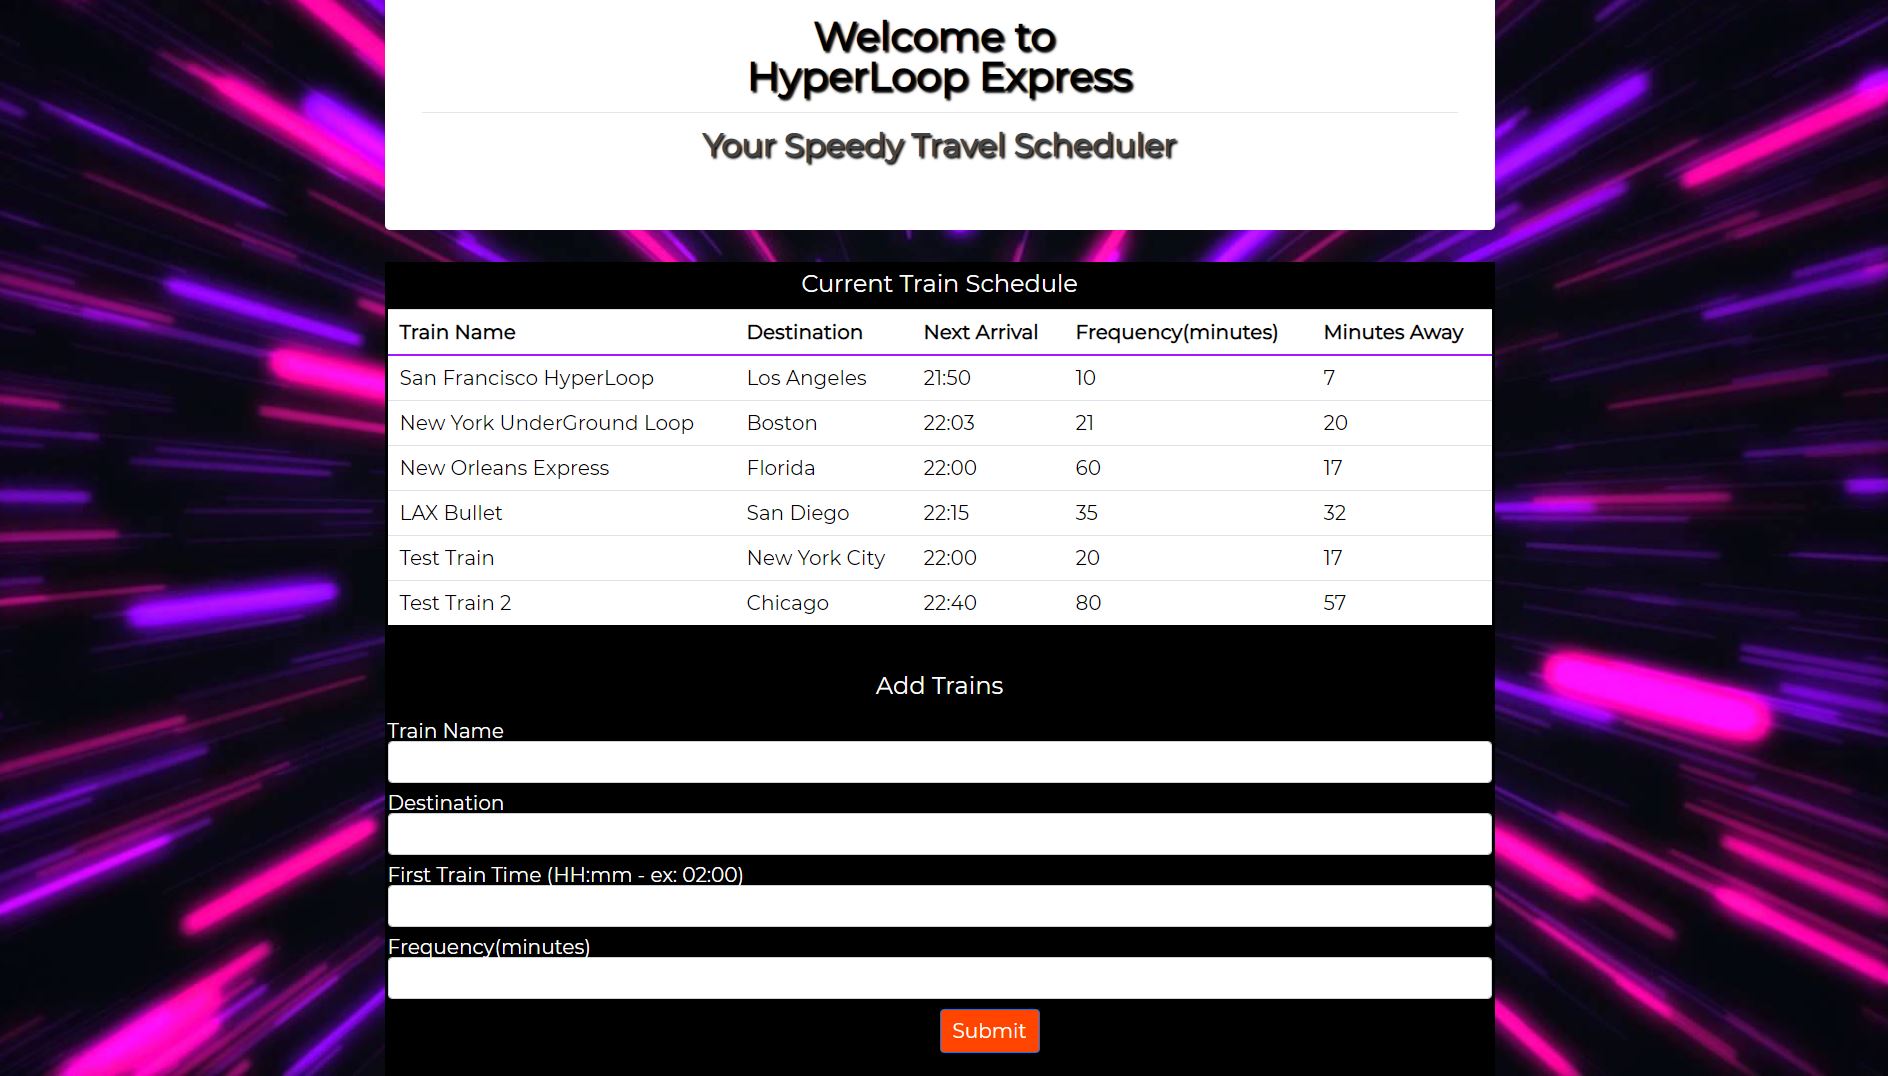 Welcome to
HyperLoop Express
Your Speedy Travel Scheduler
Current Train Schedule
Train Name Destination Next Arrival Frequency(minutes) Minutes Away
San Francisco HyperLoop Los Angeles 21:50 10 7
New York UnderGround Loop Boston 22:03 21 20
New Orleans Express Florida 22:00 60 17
LAX Bullet San Diego 22:15 35 32
Test Train New York City 22:00 20 17
Test Train 2 Chicago 22:40 80 57
Add Trains
Train Name
Destination
First Train Time (HH:mm - ex: 02:00)
Frequency(minutes)
Submit